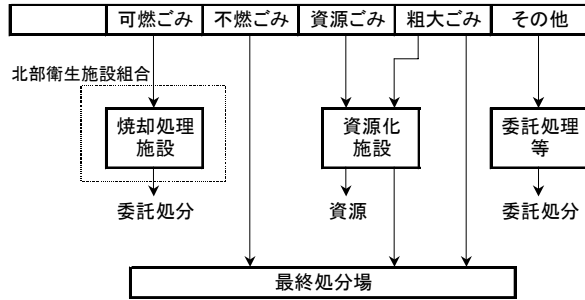 可燃ごみ 不燃ごみ 資源ごみ 粗大ごみ その他
北部衛生施設組合
焼却処理
施設
資源化
施設
委託処理
等
委託処分
資源
委託処分
最終処分場